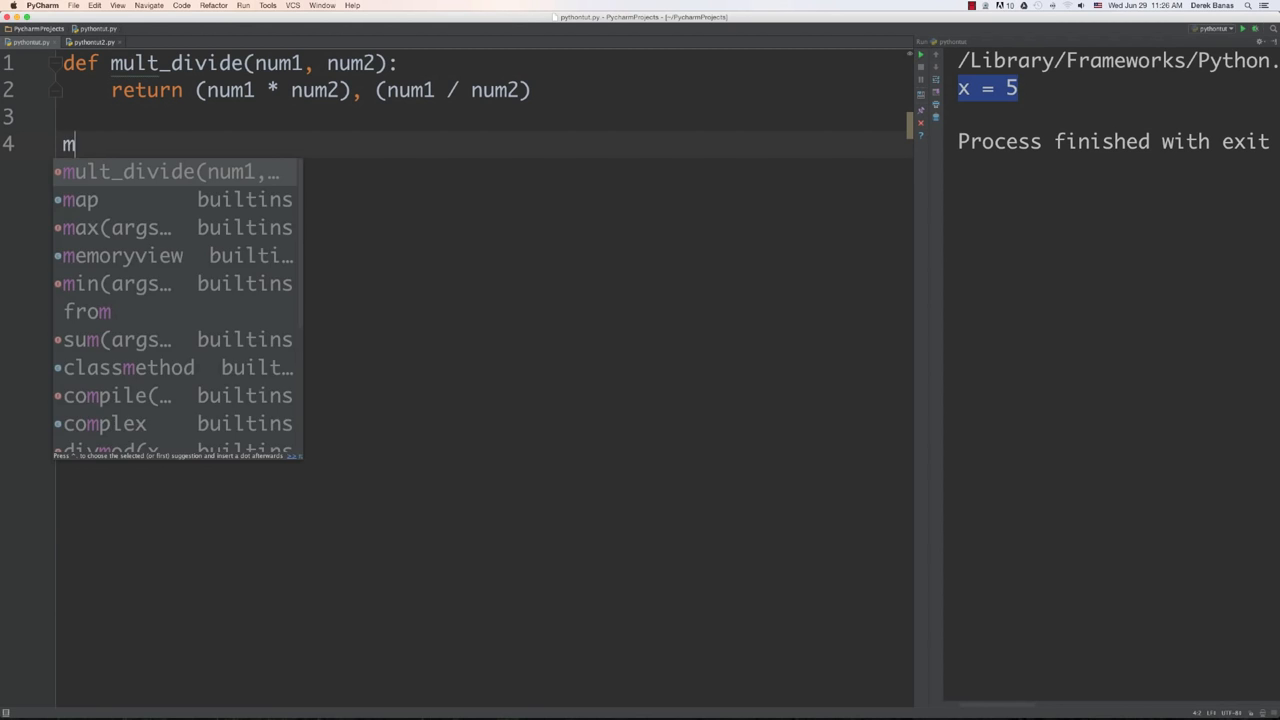 PyCharm File Edit View Navigate Code Refactor Run Tools VCS Window Help 10 Wed Jun 29 11:26 AM Derek Banas
pythontut.py - PycharmProjects - [~/PycharmProjects]
PycharmProjects pythontut.py pythontut
pythontut.py pythontut2.py Run pythontut
1 def mult_divide(num1, num2):
2 return (num1 * num2), (num1 / num2)
3
4 m
mult_divide(num1,…
map builtins
max(args… builtins
memoryview builti…
min(args… builtins
from
sum(args… builtins
classmethod built…
compile(… builtins
complex builtins
divmod(x builtins
to choose the selected (or first) suggestion and insert a dot afterwards >>
/Library/Frameworks/Python.
x = 5
Process finished with exit
4:2 LF UTF-8